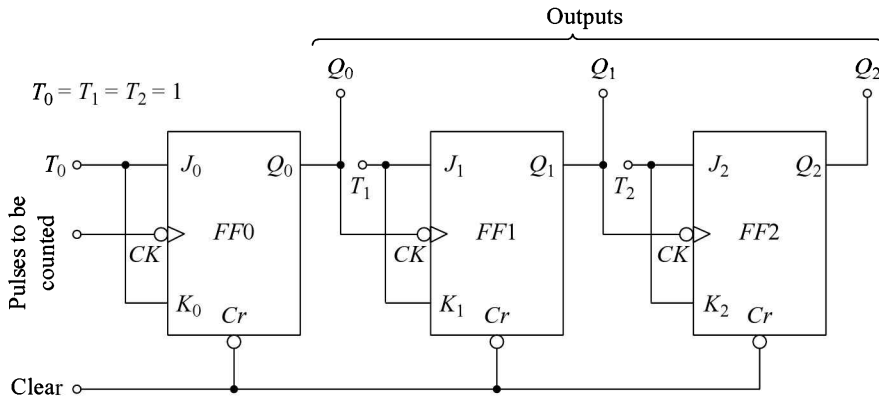 Outputs
Q₀
Q₁
Q₂
T₀ = T₁ = T₂ = 1
T₀
J₀
Q₀
T₁
J₁
Q₁
T₂
J₂
Q₂
Pulses to be
counted
CK
FF0
CK
FF1
CK
FF2
K₀
Cr
K₁
Cr
K₂
Cr
Clear